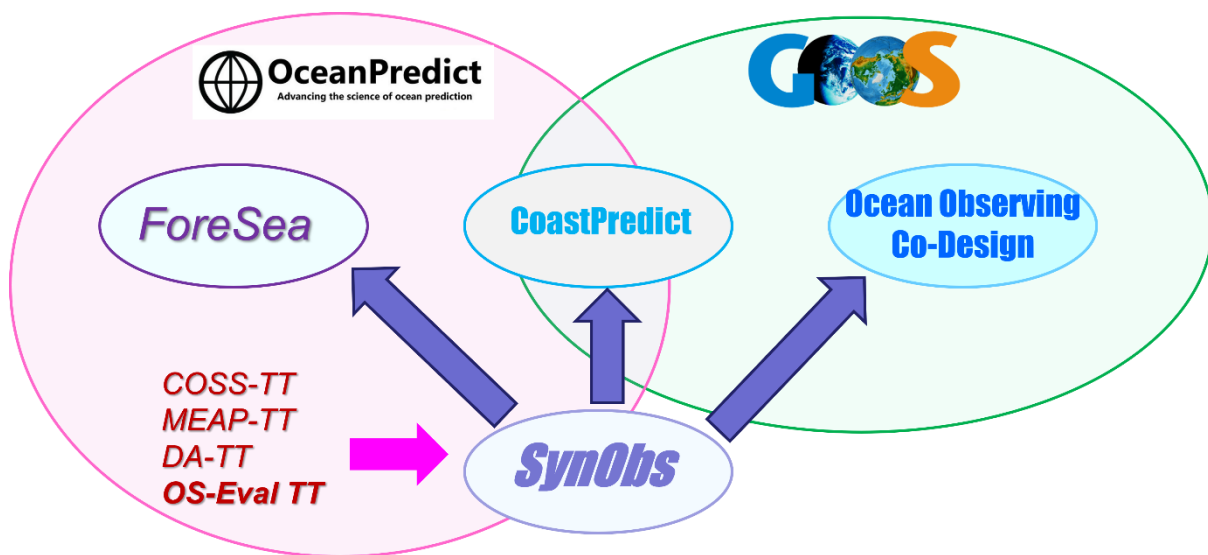 OceanPredict
Advancing the science of ocean prediction
GOOS
ForeSea
CoastPredict
Ocean Observing
Co-Design
COSS-TT
MEAP-TT
DA-TT
OS-Eval TT
SynObs